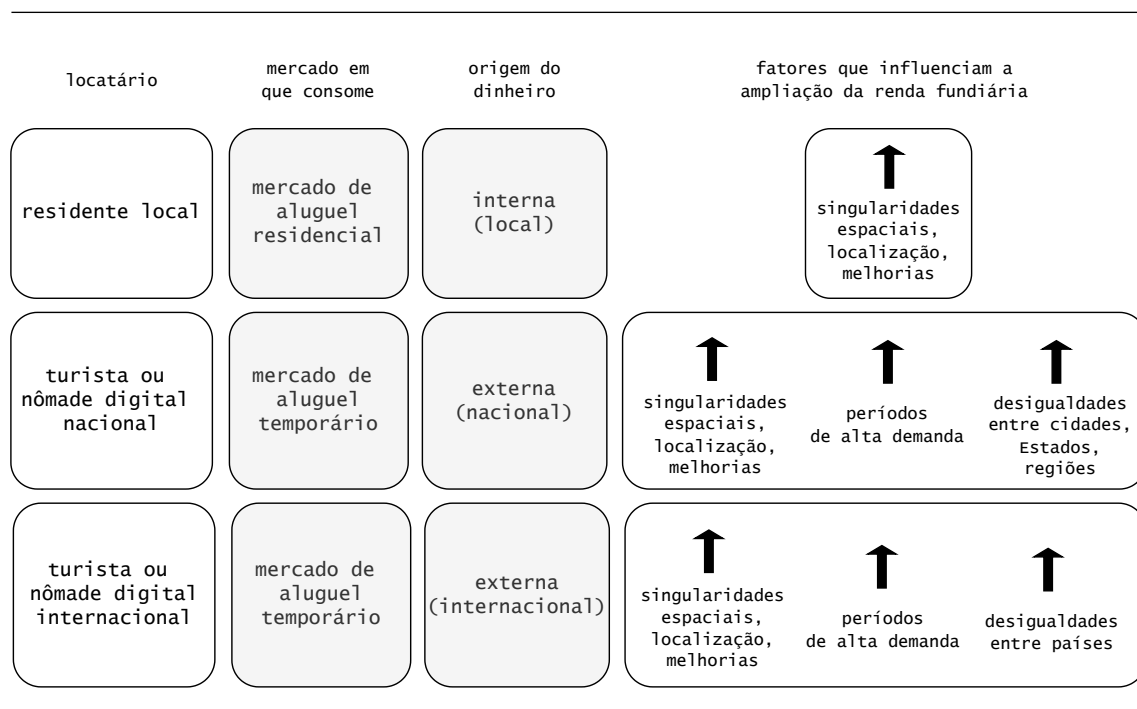 locatário
mercado em
que consome
origem do
dinheiro
fatores que influenciam a
ampliação da renda fundiária
residente local
mercado de
aluguel
residencial
interna
(local)
singularidades
espaciais,
localização,
melhorias
turista ou
nômade digital
nacional
mercado de
aluguel
temporário
externa
(nacional)
singularidades
espaciais,
localização,
melhorias
períodos
de alta demanda
desigualdades
entre cidades,
Estados,
regiões
turista ou
nômade digital
internacional
mercado de
aluguel
temporário
externa
(internacional)
singularidades
espaciais,
localização,
melhorias
períodos
de alta demanda
desigualdades
entre países